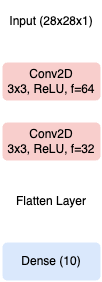 Input (28x28x1)
Conv2D
3x3, ReLU, f=64
Conv2D
3x3, ReLU, f=32
Flatten Layer
Dense (10)